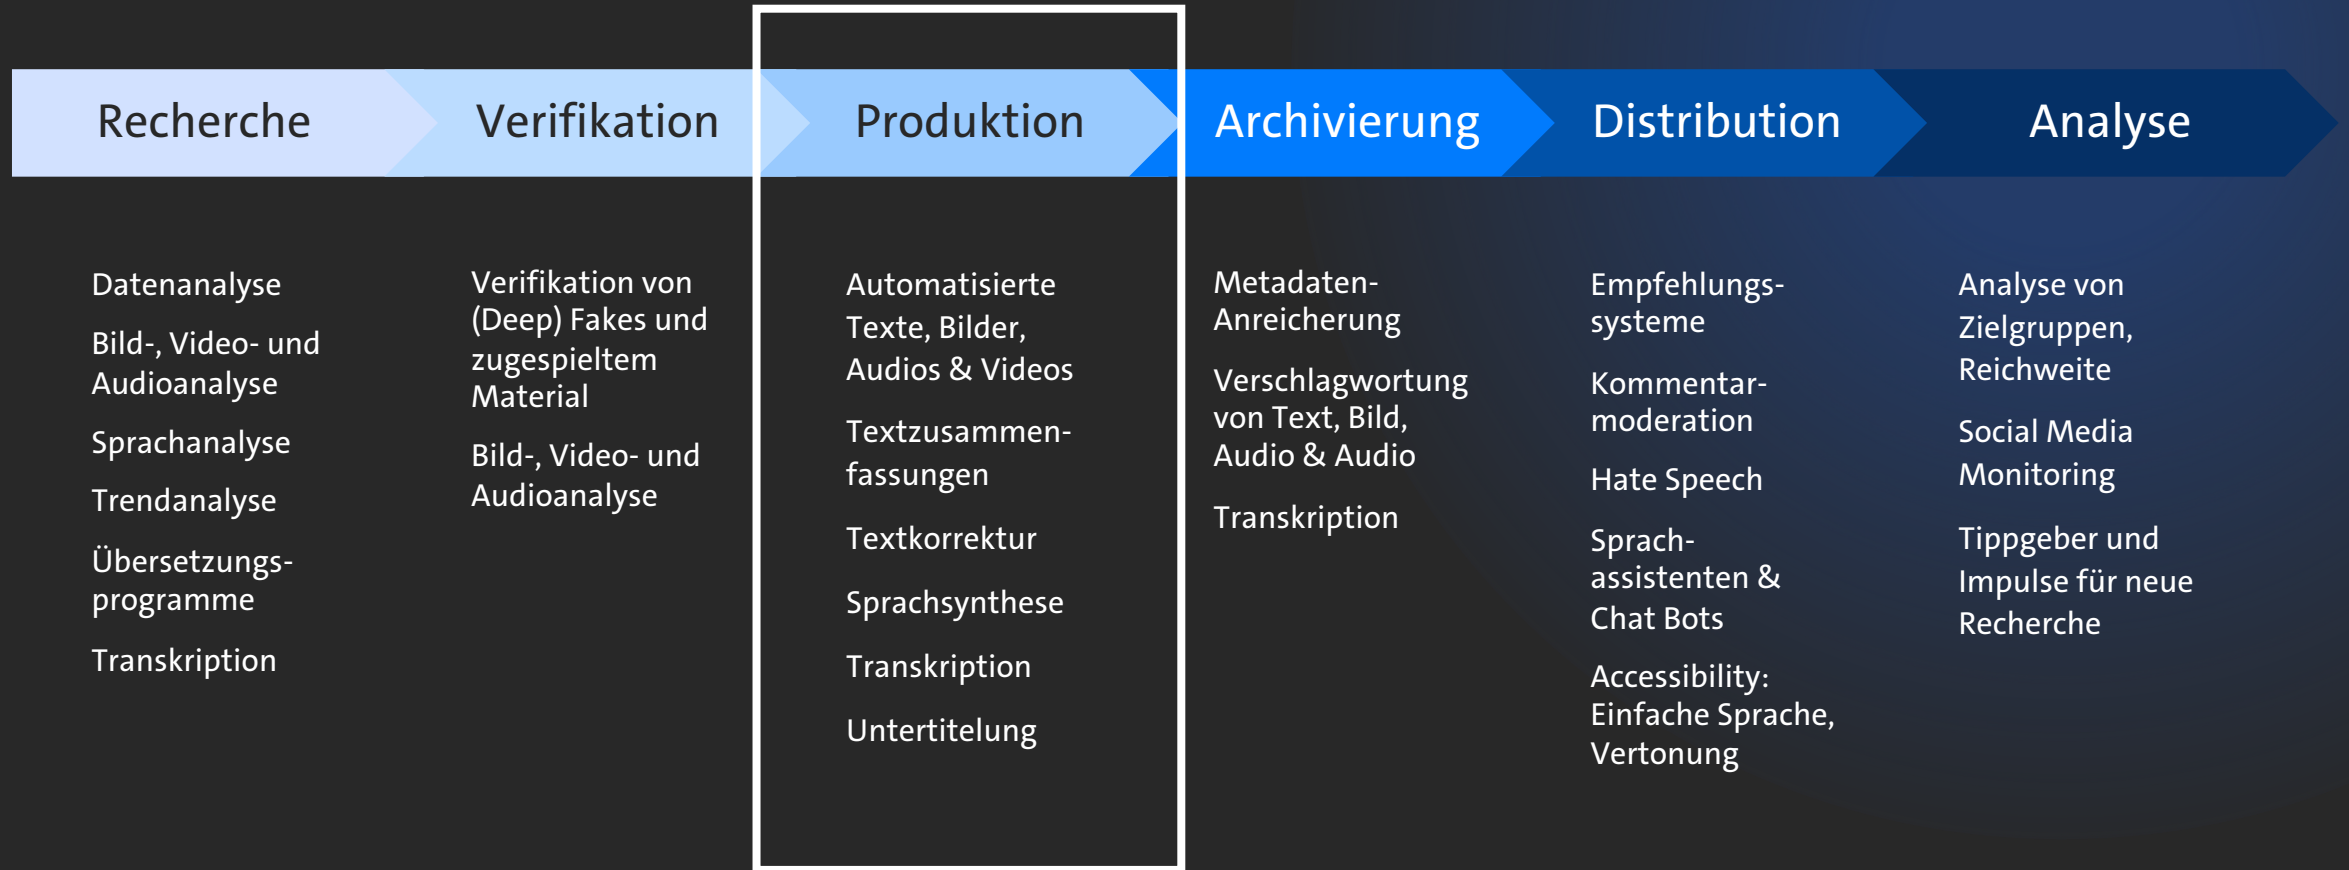 Recherche
Verifikation
Produktion
Archivierung
Distribution
Analyse
Datenanalyse
Bild-, Video- und
Audioanalyse
Sprachanalyse
Trendanalyse
Übersetzungs-
programme
Transkription
Verifikation von
(Deep) Fakes und
zugespieltem
Material
Bild-, Video- und
Audioanalyse
Automatisierte
Texte, Bilder,
Audios & Videos
Textzusammen-
fassungen
Textkorrektur
Sprachsynthese
Transkription
Untertitelung
Metadaten-
Anreicherung
Verschlagwortung
von Text, Bild,
Audio & Audio
Transkription
Empfehlungs-
systeme
Kommentar-
moderation
Hate Speech
Sprach-
assistenten &
Chat Bots
Accessibility:
Einfache Sprache,
Vertonung
Analyse von
Zielgruppen,
Reichweite
Social Media
Monitoring
Tippgeber und
Impulse für neue
Recherche